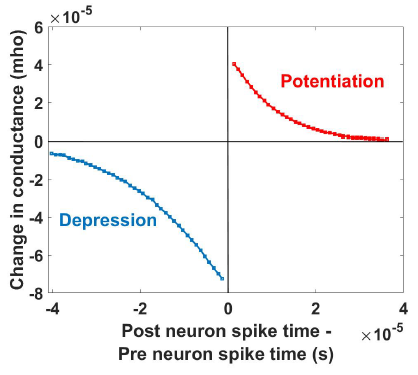 ×10⁻⁵
6
4
2
0
-2
-4
-6
-8
Change in conductance (mho)
Potentiation
Depression
-4 -2 0 2 4
×10⁻⁵
Post neuron spike time -
Pre neuron spike time (s)